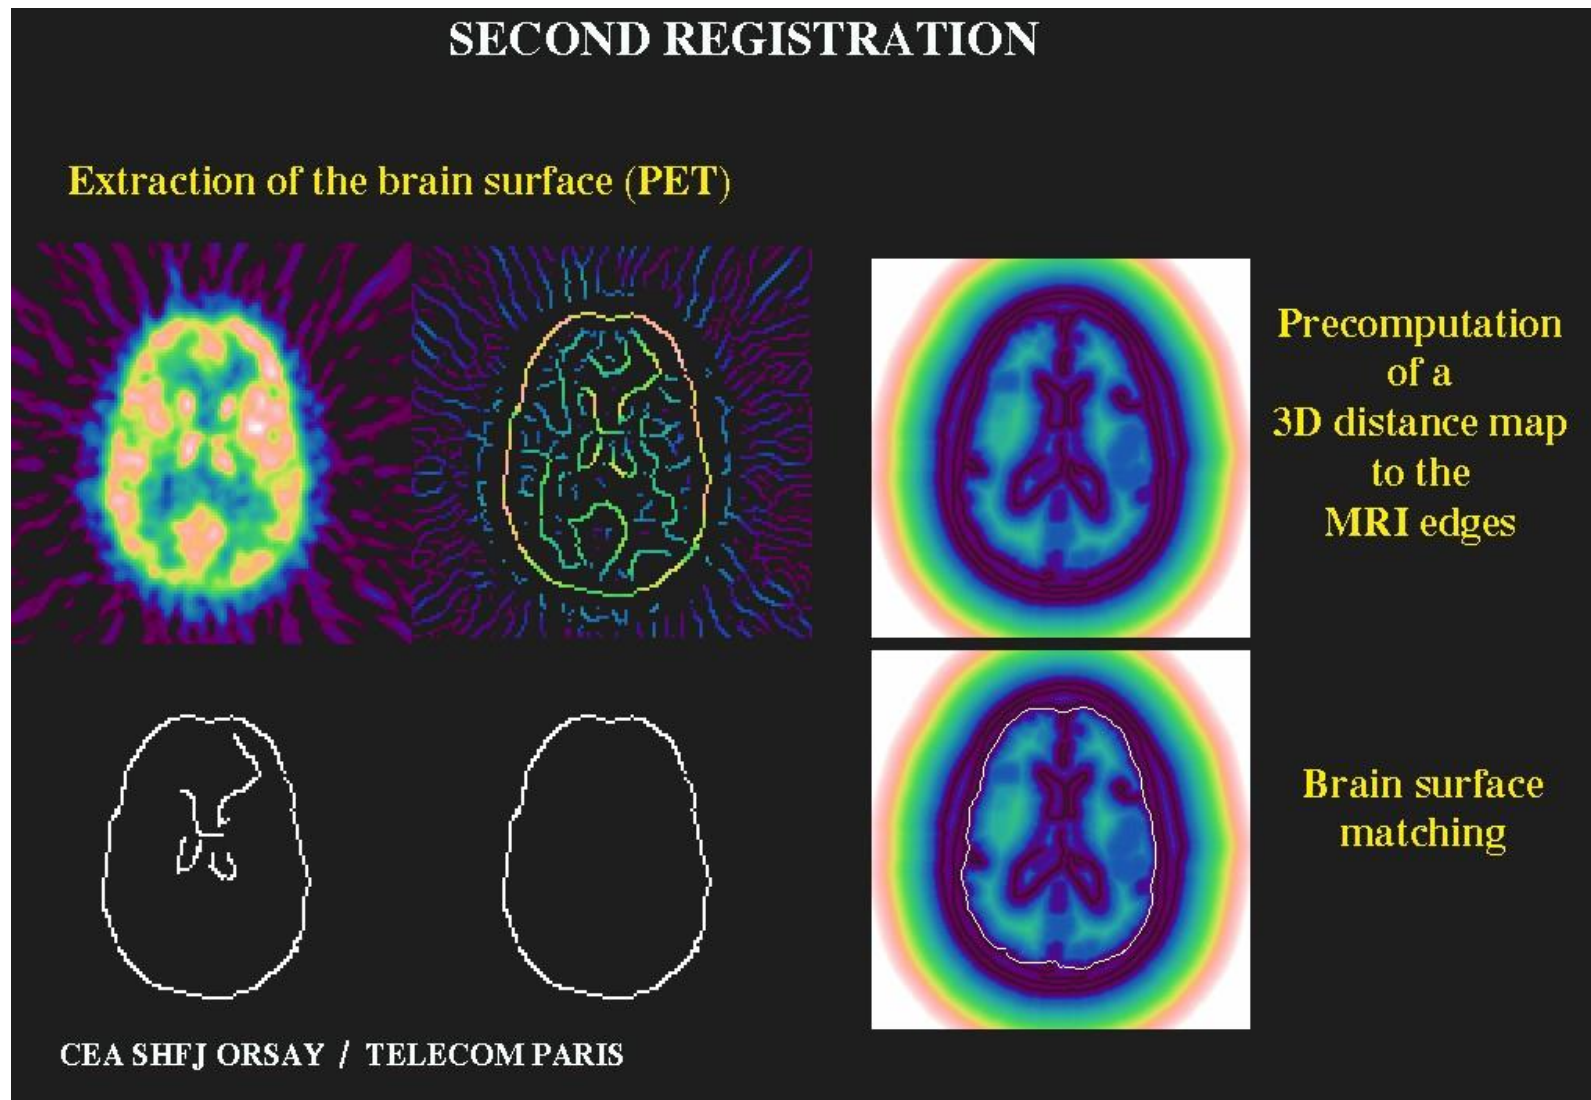 SECOND REGISTRATION
Extraction of the brain surface (PET)
Precomputation
of a
3D distance map
to the
MRI edges
Brain surface
matching
CEA SHFJ ORSAY / TELECOM PARIS